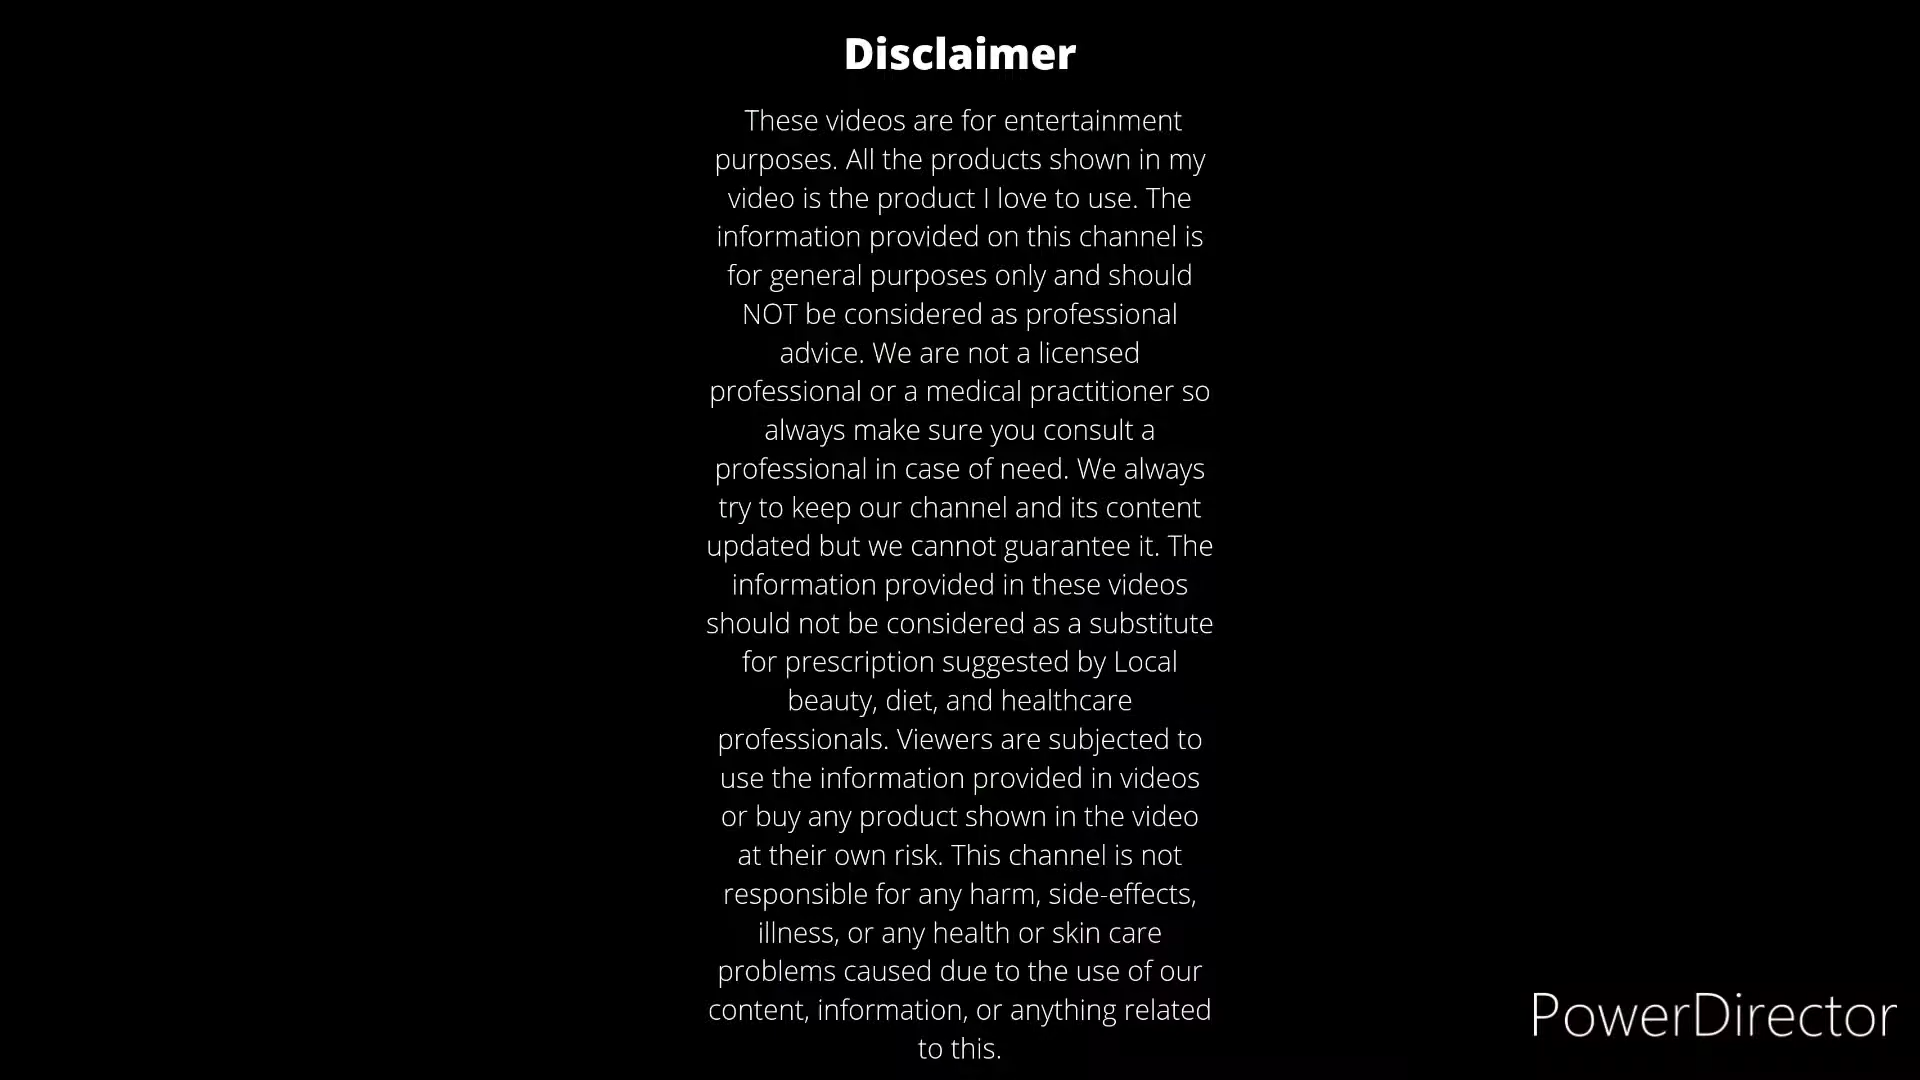 Disclaimer
These videos are for entertainment
purposes. All the products shown in my
video is the product I love to use. The
information provided on this channel is
for general purposes only and should
NOT be considered as professional
advice. We are not a licensed
professional or a medical practitioner so
always make sure you consult a
professional in case of need. We always
try to keep our channel and its content
updated but we cannot guarantee it. The
information provided in these videos
should not be considered as a substitute
for prescription suggested by Local
beauty, diet, and healthcare
professionals. Viewers are subjected to
use the information provided in videos
or buy any product shown in the video
at their own risk. This channel is not
responsible for any harm, side-effects,
illness, or any health or skin care
problems caused due to the use of our
content, information, or anything related
to this.
PowerDirector